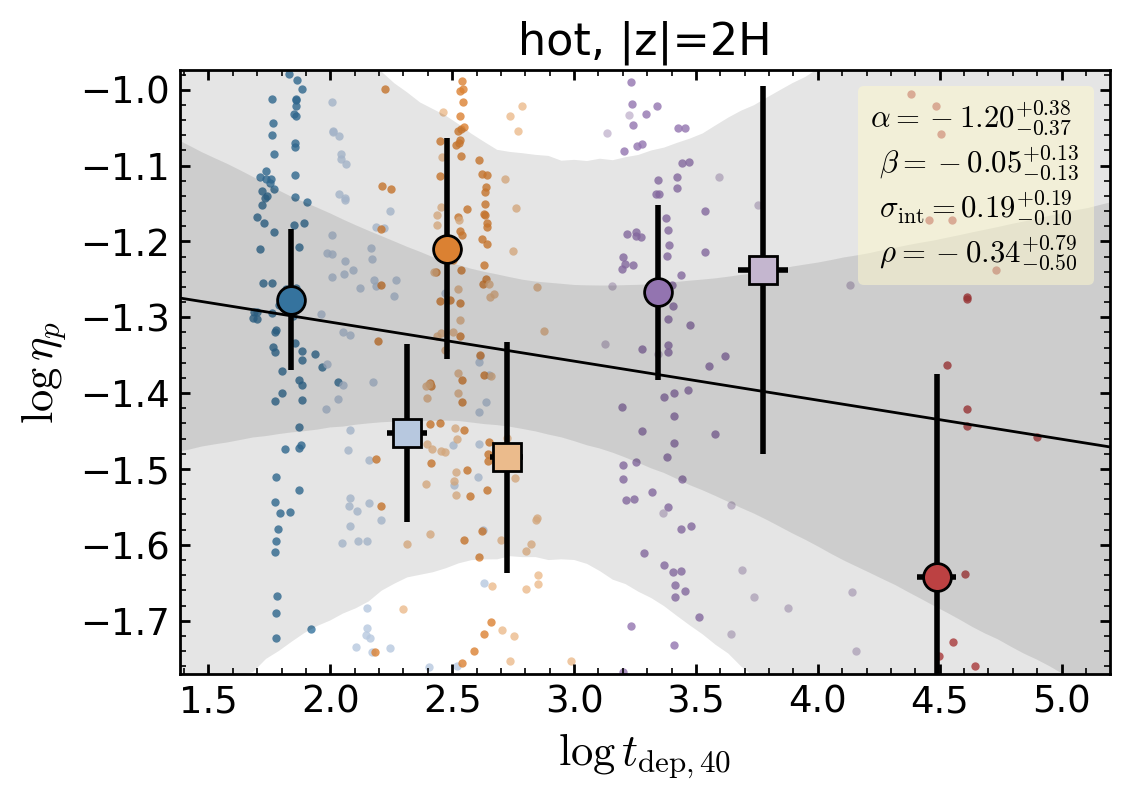 hot, |z|=2H
−1.0
−1.1
−1.2
−1.3
−1.4
−1.5
−1.6
−1.7
log η_p
α = −1.20^{+0.38}_{−0.37}
β = −0.05^{+0.13}_{−0.13}
σ_int = 0.19^{+0.19}_{−0.10}
ρ = −0.34^{+0.79}_{−0.50}
1.5 2.0 2.5 3.0 3.5 4.0 4.5 5.0
log t_{dep, 40}